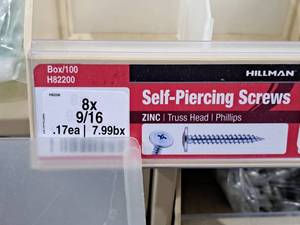 Box/100
H82200
HILLMAN
8x
9/16
.17ea | 7.99bx
Self-Piercing Screws
ZINC | Truss Head | Phillips